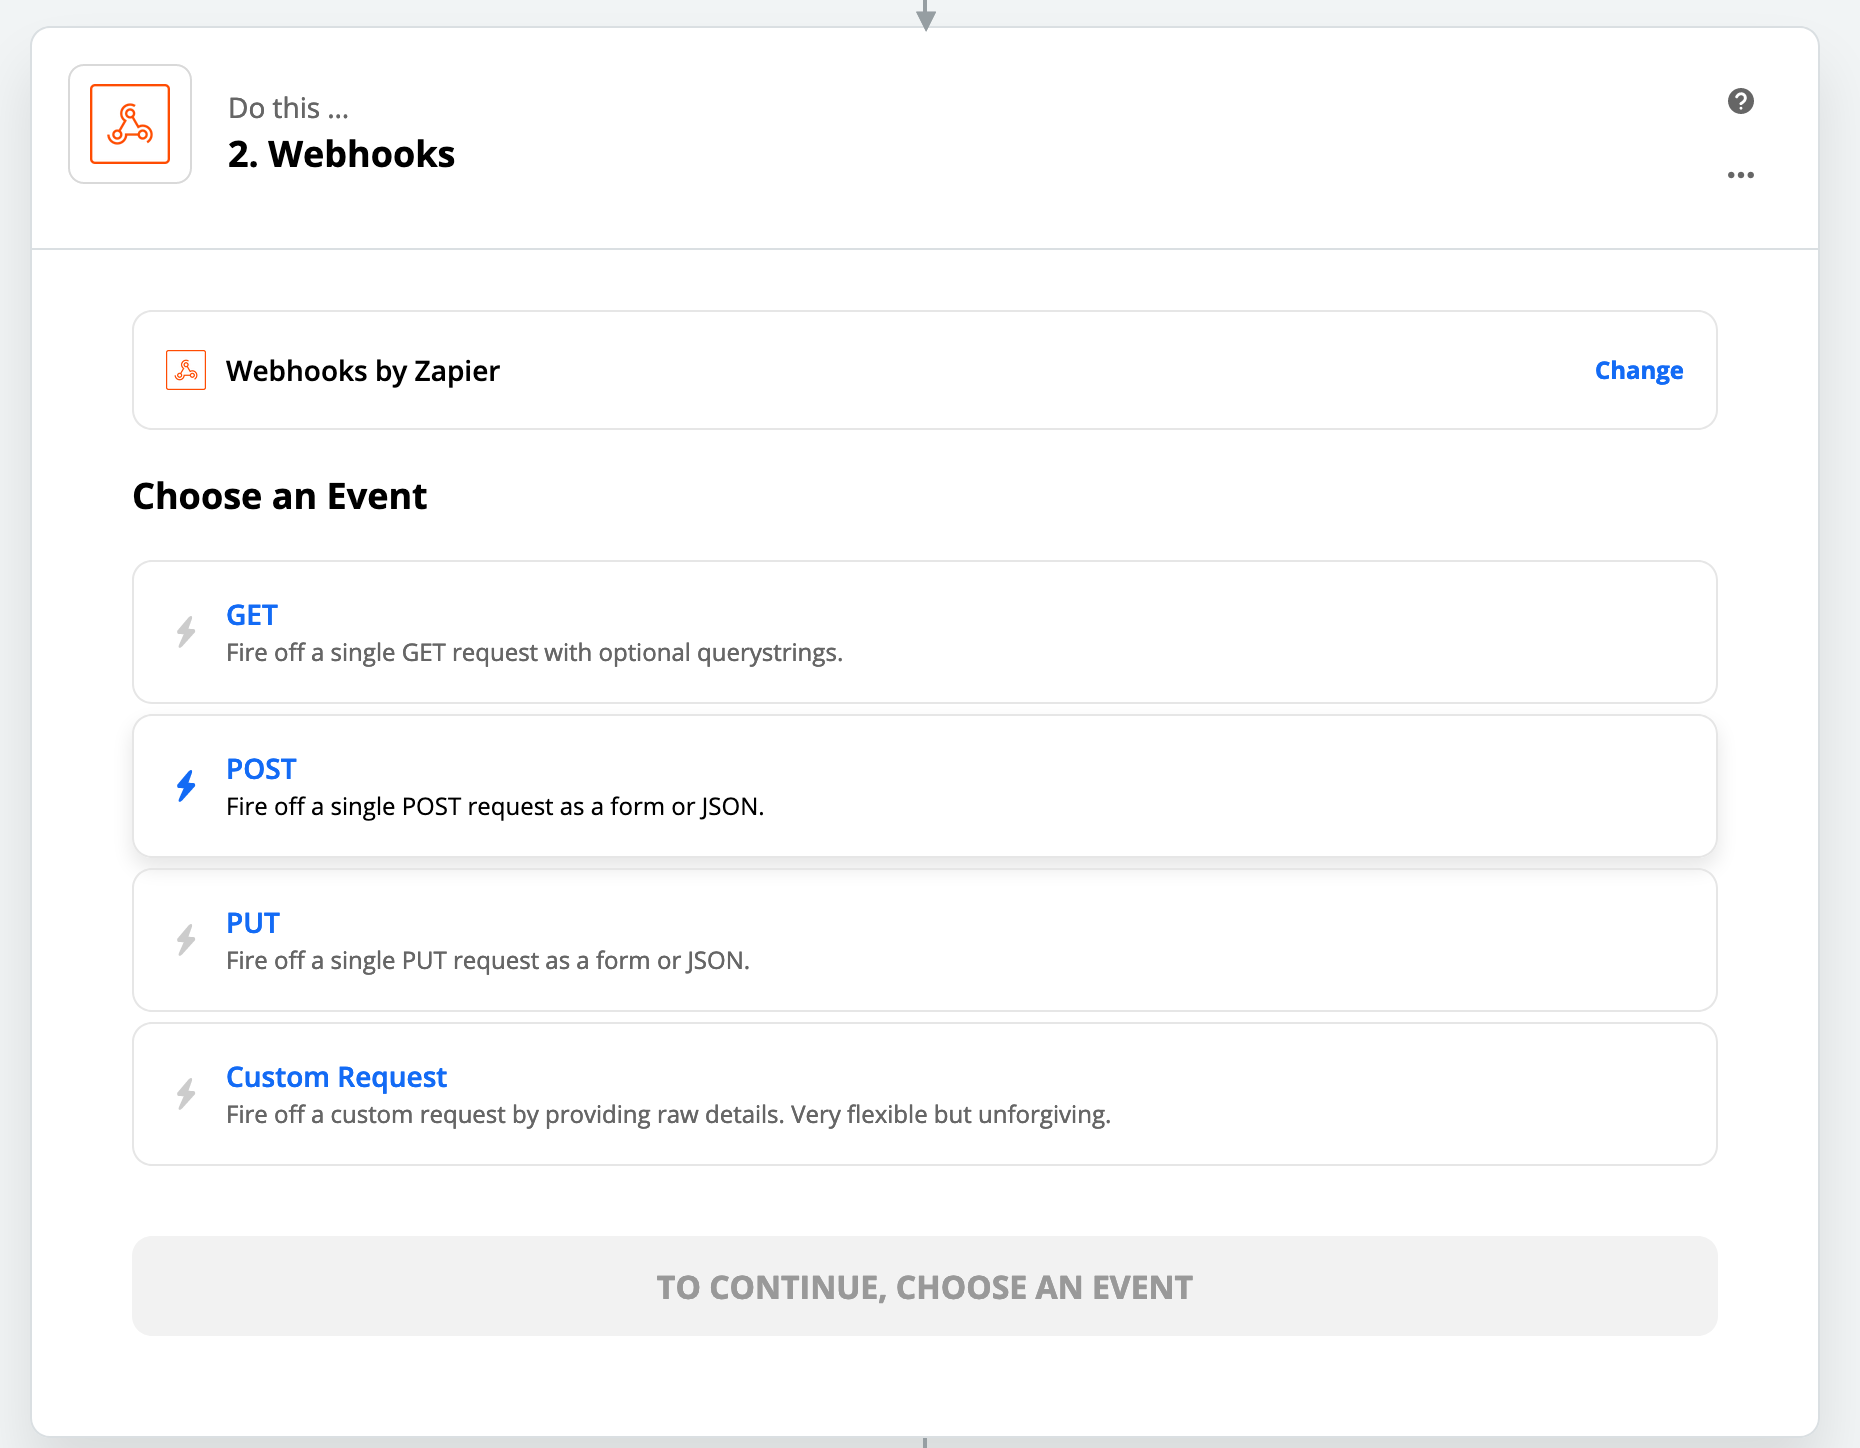 Do this ...
2. Webhooks
Webhooks by Zapier
Change
Choose an Event
GET
Fire off a single GET request with optional querystrings.
POST
Fire off a single POST request as a form or JSON.
PUT
Fire off a single PUT request as a form or JSON.
Custom Request
Fire off a custom request by providing raw details. Very flexible but unforgiving.
TO CONTINUE, CHOOSE AN EVENT